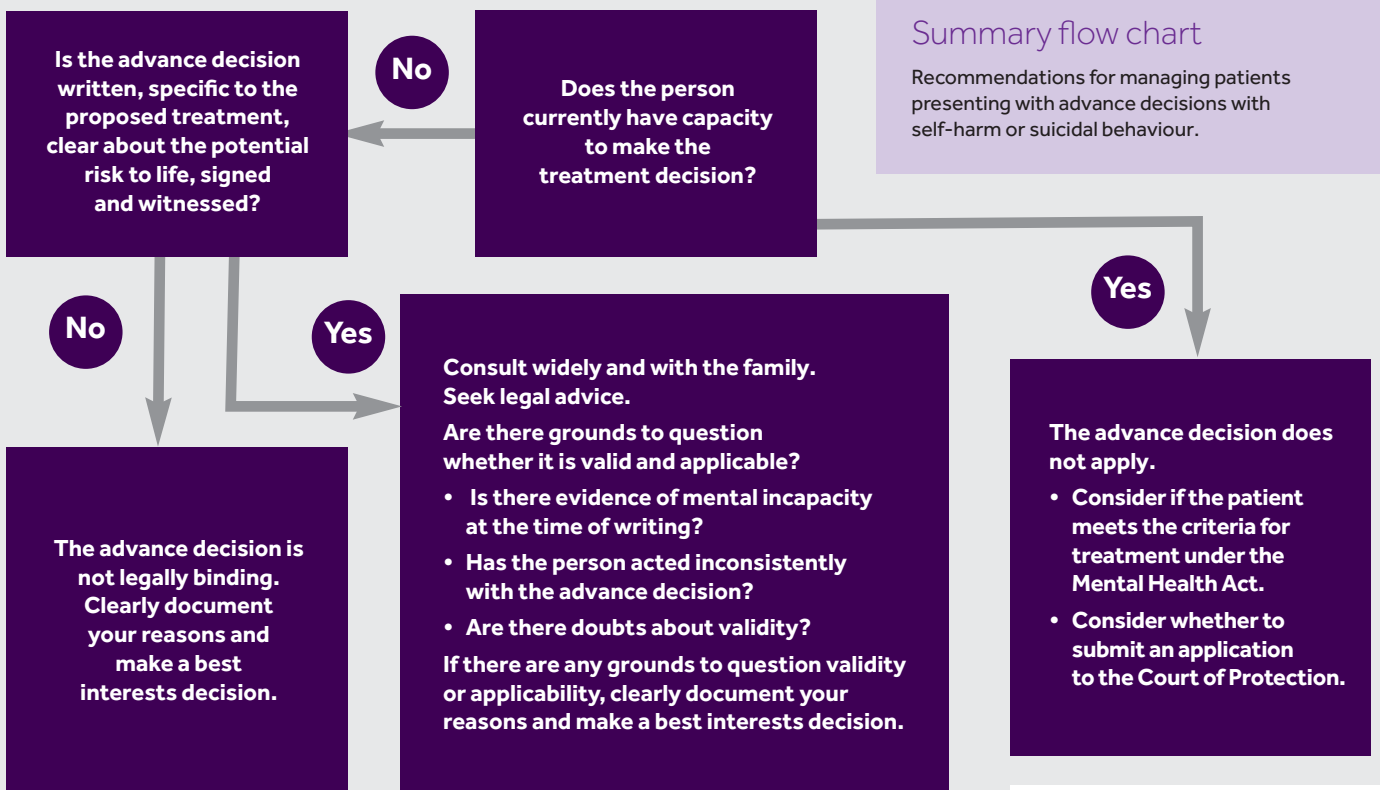 Summary flow chart
Recommendations for managing patients
presenting with advance decisions with
self-harm or suicidal behaviour.
Does the person
currently have capacity
to make the
treatment decision?
No
Is the advance decision
written, specific to the
proposed treatment,
clear about the potential
risk to life, signed
and witnessed?
No
The advance decision is
not legally binding.
Clearly document
your reasons and
make a best
interests decision.
Yes
Consult widely and with the family.
Seek legal advice.
Are there grounds to question
whether it is valid and applicable?
• Is there evidence of mental incapacity
at the time of writing?
• Has the person acted inconsistently
with the advance decision?
• Are there doubts about validity?
If there are any grounds to question validity
or applicability, clearly document your
reasons and make a best interests decision.
Yes
The advance decision does
not apply.
• Consider if the patient
meets the criteria for
treatment under the
Mental Health Act.
• Consider whether to
submit an application
to the Court of Protection.